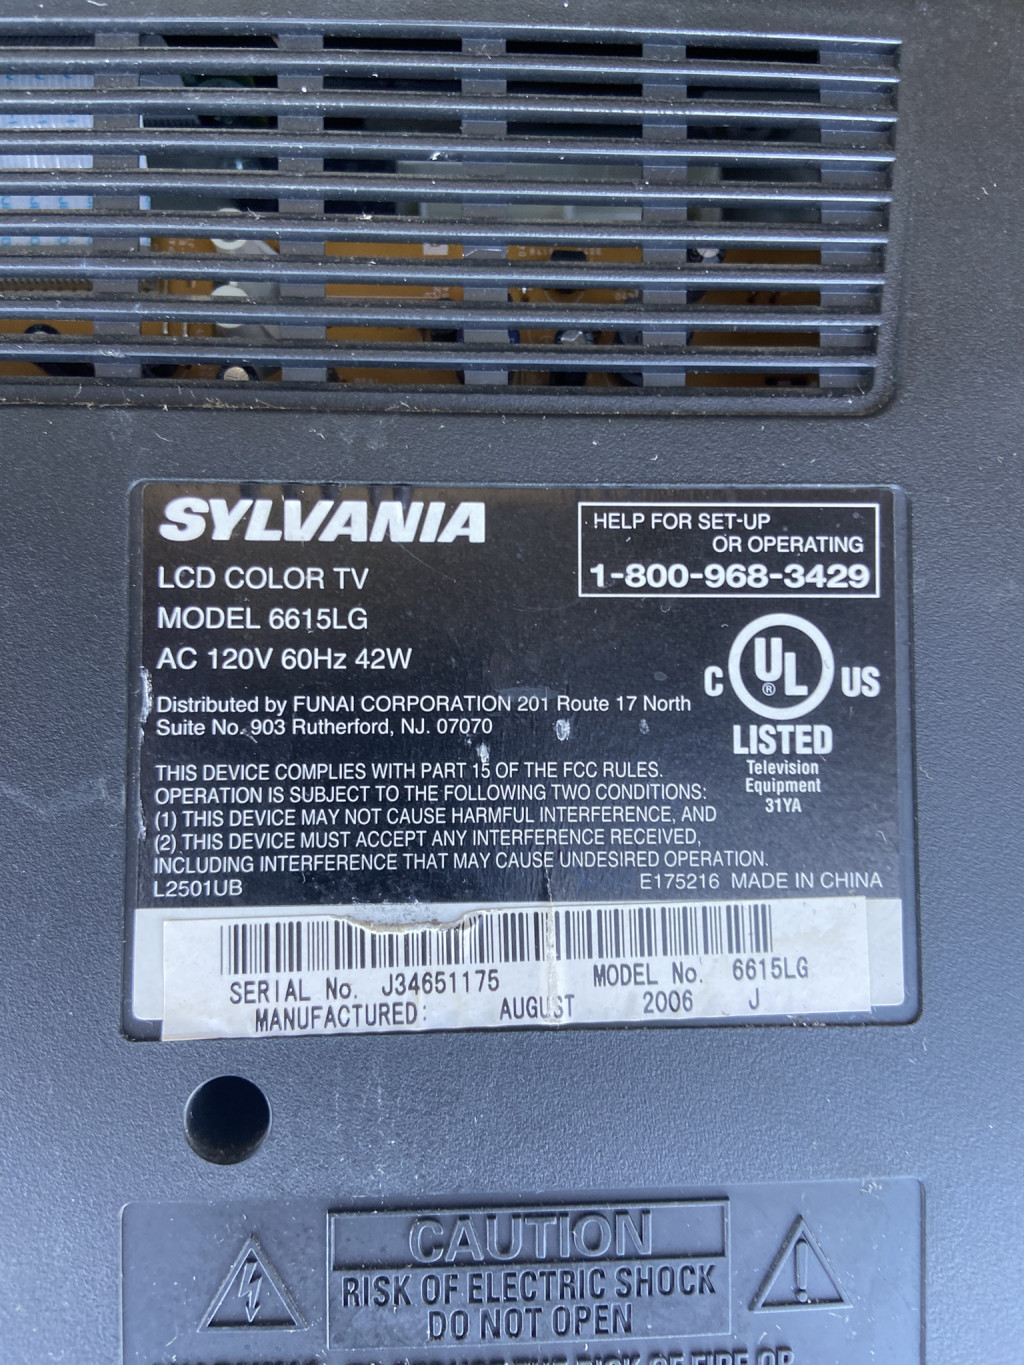 SYLVANIA
LCD COLOR TV
MODEL 6615LG
AC 120V 60Hz 42W
HELP FOR SET-UP
OR OPERATING
1-800-968-3429
Distributed by FUNAI CORPORATION 201 Route 17 North
Suite No. 903 Rutherford, NJ. 07070
C UL® US
LISTED
Television
Equipment
31YA
THIS DEVICE COMPLIES WITH PART 15 OF THE FCC RULES.
OPERATION IS SUBJECT TO THE FOLLOWING TWO CONDITIONS:
(1) THIS DEVICE MAY NOT CAUSE HARMFUL INTERFERENCE, AND
(2) THIS DEVICE MUST ACCEPT ANY INTERFERENCE RECEIVED,
INCLUDING INTERFERENCE THAT MAY CAUSE UNDESIRED OPERATION.
L2501UB E175216 MADE IN CHINA
SERIAL No. J34651175 MODEL No. 6615LG
MANUFACTURED: AUGUST 2006 J
CAUTION
RISK OF ELECTRIC SHOCK
DO NOT OPEN
THE RISK OF FIRE OR